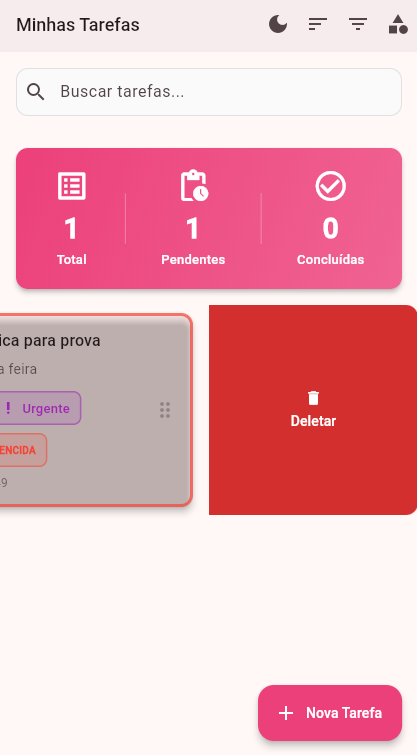 Minhas Tarefas
Buscar tarefas...
1
Total
1
Pendentes
0
Concluídas
ica para prova
a feira
! Urgente
ENCIDA
9
Deletar
+ Nova Tarefa